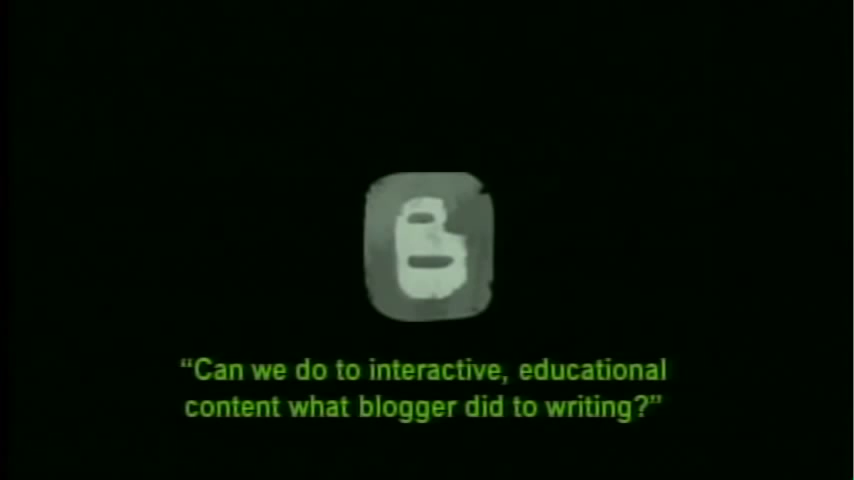 “Can we do to interactive, educational
content what blogger did to writing?”